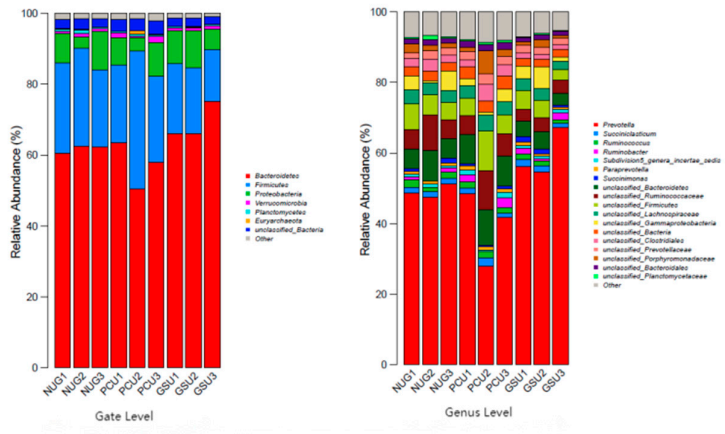 100
80
60
40
20
0
Relative Abundance (%)
NUG1 NUG2 NUG3 PCU1 PCU2 PCU3 GSU1 GSU2 GSU3
Gate Level
Bacteroidetes
Firmicutes
Proteobacteria
Verrucomicrobia
Planctomycetes
Euryarchaeota
unclassified_Bacteria
Other
100
80
60
40
20
0
Relative Abundance (%)
NUG1 NUG2 NUG3 PCU1 PCU2 PCU3 GSU1 GSU2 GSU3
Genus Level
Prevotella
Succiniclasticum
Ruminococcus
Ruminobacter
Subdivision5_genera_incertae_sedis
Paraprevotella
Succinimonas
unclassified_Bacteroidetes
unclassified_Ruminococcaceae
unclassified_Firmicutes
unclassified_Lachnospiraceae
unclassified_Gammaproteobacteria
unclassified_Bacteria
unclassified_Clostridiales
unclassified_Prevotellaceae
unclassified_Porphyromonadaceae
unclassified_Bacteroidales
unclassified_Planctomycetaceae
Other